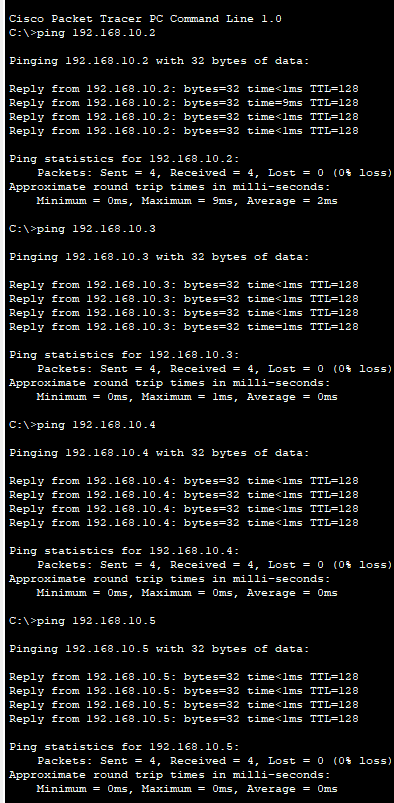 Cisco Packet Tracer PC Command Line 1.0
C:\>ping 192.168.10.2
Pinging 192.168.10.2 with 32 bytes of data:
Reply from 192.168.10.2: bytes=32 time<1ms TTL=128
Reply from 192.168.10.2: bytes=32 time=9ms TTL=128
Reply from 192.168.10.2: bytes=32 time<1ms TTL=128
Reply from 192.168.10.2: bytes=32 time<1ms TTL=128
Ping statistics for 192.168.10.2:
Packets: Sent = 4, Received = 4, Lost = 0 (0% loss)
Approximate round trip times in milli-seconds:
Minimum = 0ms, Maximum = 9ms, Average = 2ms
C:\>ping 192.168.10.3
Pinging 192.168.10.3 with 32 bytes of data:
Reply from 192.168.10.3: bytes=32 time<1ms TTL=128
Reply from 192.168.10.3: bytes=32 time<1ms TTL=128
Reply from 192.168.10.3: bytes=32 time<1ms TTL=128
Reply from 192.168.10.3: bytes=32 time=1ms TTL=128
Ping statistics for 192.168.10.3:
Packets: Sent = 4, Received = 4, Lost = 0 (0% loss)
Approximate round trip times in milli-seconds:
Minimum = 0ms, Maximum = 1ms, Average = 0ms
C:\>ping 192.168.10.4
Pinging 192.168.10.4 with 32 bytes of data:
Reply from 192.168.10.4: bytes=32 time<1ms TTL=128
Reply from 192.168.10.4: bytes=32 time<1ms TTL=128
Reply from 192.168.10.4: bytes=32 time<1ms TTL=128
Reply from 192.168.10.4: bytes=32 time<1ms TTL=128
Ping statistics for 192.168.10.4:
Packets: Sent = 4, Received = 4, Lost = 0 (0% loss)
Approximate round trip times in milli-seconds:
Minimum = 0ms, Maximum = 0ms, Average = 0ms
C:\>ping 192.168.10.5
Pinging 192.168.10.5 with 32 bytes of data:
Reply from 192.168.10.5: bytes=32 time<1ms TTL=128
Reply from 192.168.10.5: bytes=32 time<1ms TTL=128
Reply from 192.168.10.5: bytes=32 time<1ms TTL=128
Reply from 192.168.10.5: bytes=32 time<1ms TTL=128
Ping statistics for 192.168.10.5:
Packets: Sent = 4, Received = 4, Lost = 0 (0% loss)
Approximate round trip times in milli-seconds:
Minimum = 0ms, Maximum = 0ms, Average = 0ms